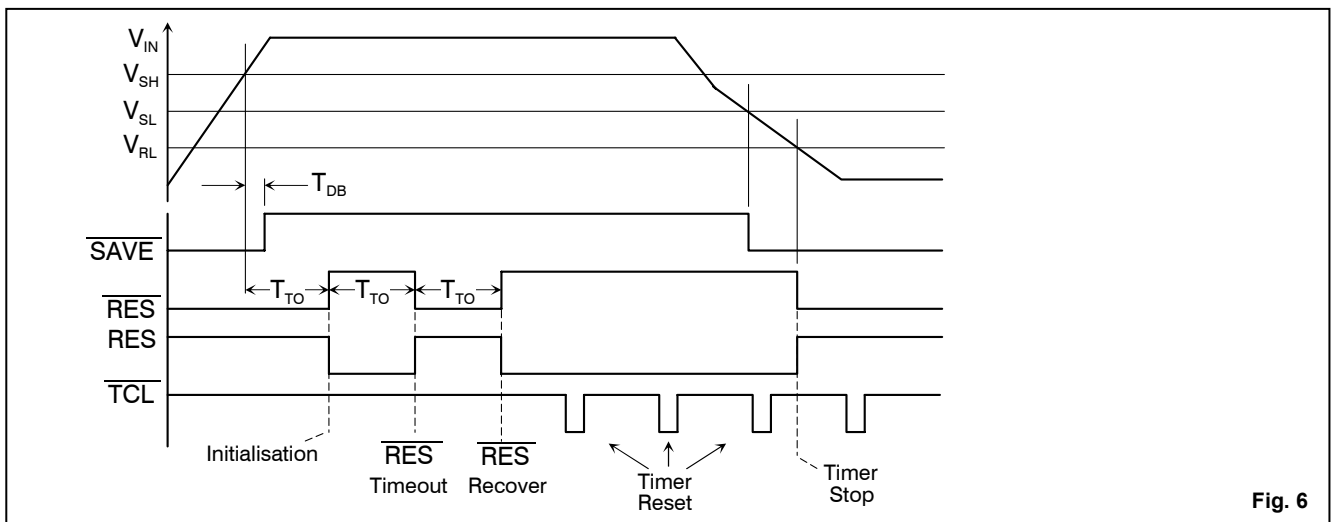 V_IN
V_SH
V_SL
V_RL
T_DB
SAVE
T_TO T_TO T_TO
RES
RES
TCL
Initialisation
RES
Timeout
RES
Recover
Timer
Reset
Timer
Stop
Fig. 6